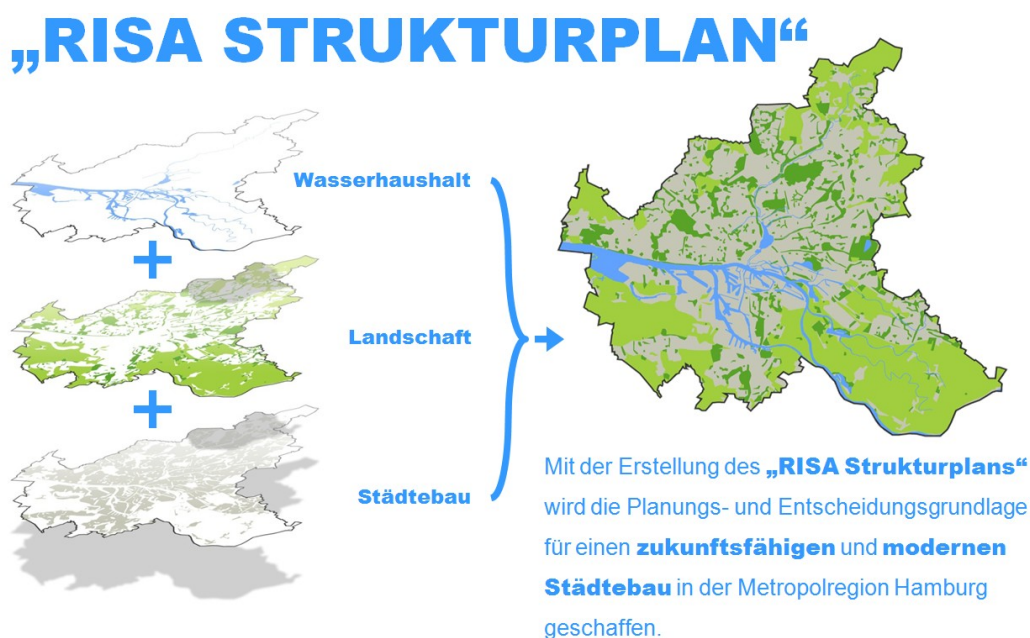 „RISA STRUKTURPLAN“
Wasserhaushalt
+
Landschaft
+
Städtebau
Mit der Erstellung des „RISA Strukturplans“
wird die Planungs- und Entscheidungsgrundlage
für einen zukunftsfähigen und modernen
Städtebau in der Metropolregion Hamburg
geschaffen.